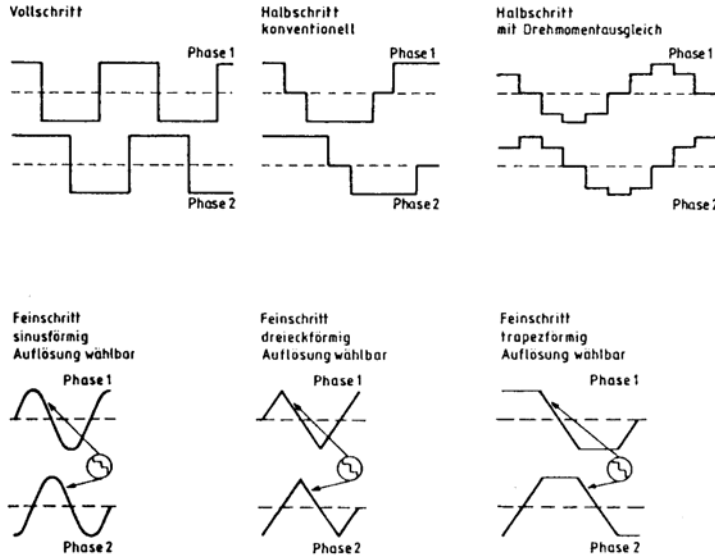 Vollschritt
Phase 1
Phase 2
Halbschritt
konventionell
Phase 1
Phase 2
Halbschritt
mit Drehmomentausgleich
Phase 1
Phase 2
Feinschritt
sinusförmig
Auflösung wählbar
Phase 1
Phase 2
Feinschritt
dreieckförmig
Auflösung wählbar
Phase 1
Phase 2
Feinschritt
trapezförmig
Auflösung wählbar
Phase 1
Phase 2